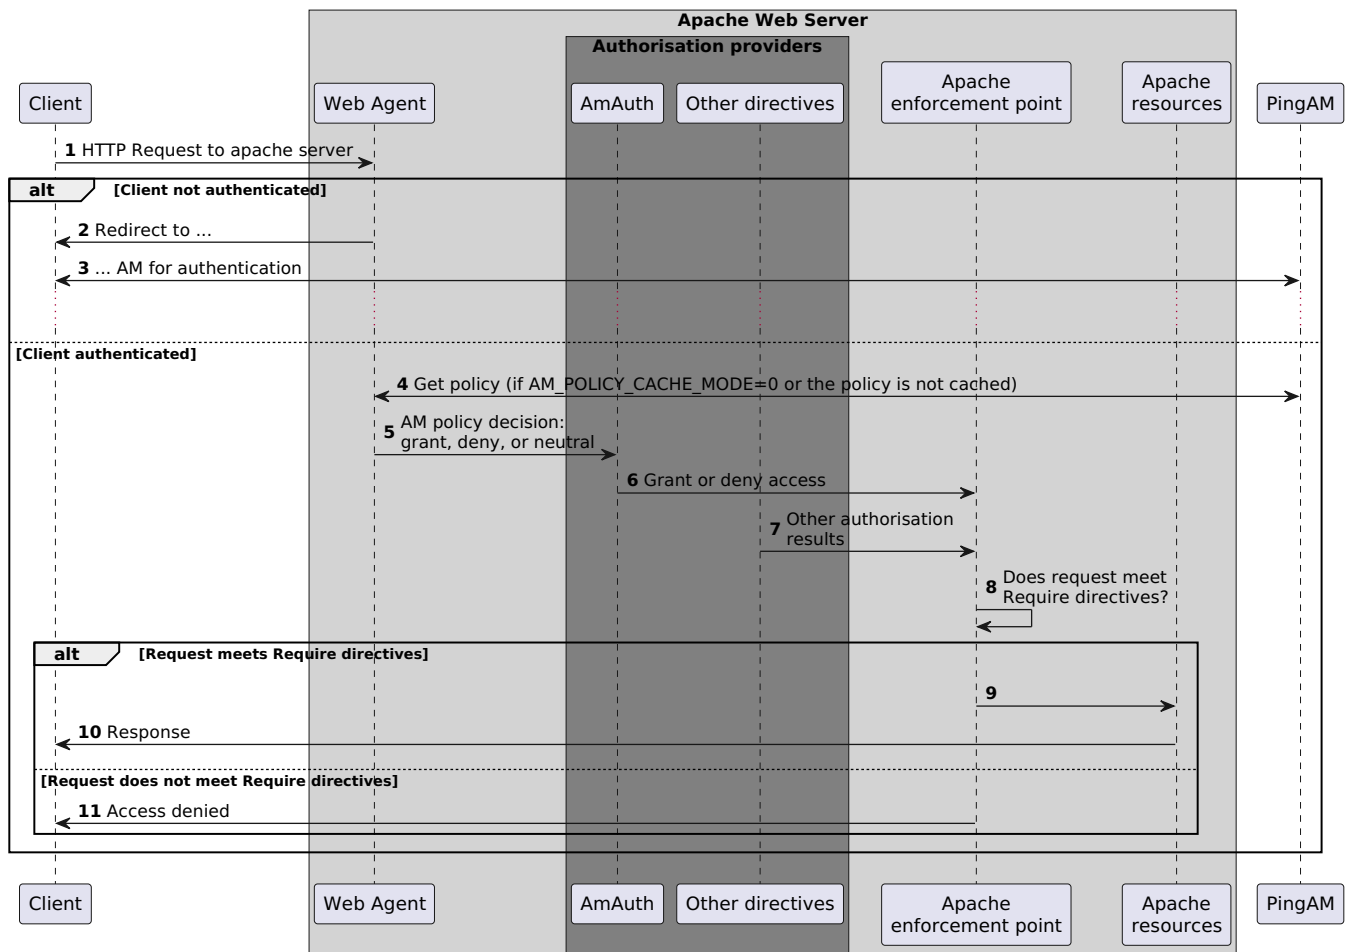 Apache Web Server
Authorisation providers
Client
Web Agent
AmAuth
Other directives
Apache
enforcement point
Apache
resources
PingAM
1 HTTP Request to apache server
alt [Client not authenticated]
2 Redirect to ...
3 ... AM for authentication
[Client authenticated]
4 Get policy (if AM_POLICY_CACHE_MODE=0 or the policy is not cached)
5 AM policy decision:
grant, deny, or neutral
6 Grant or deny access
7 Other authorisation
results
8 Does request meet
Require directives?
alt [Request meets Require directives]
9
10 Response
[Request does not meet Require directives]
11 Access denied
Client
Web Agent
AmAuth
Other directives
Apache
enforcement point
Apache
resources
PingAM